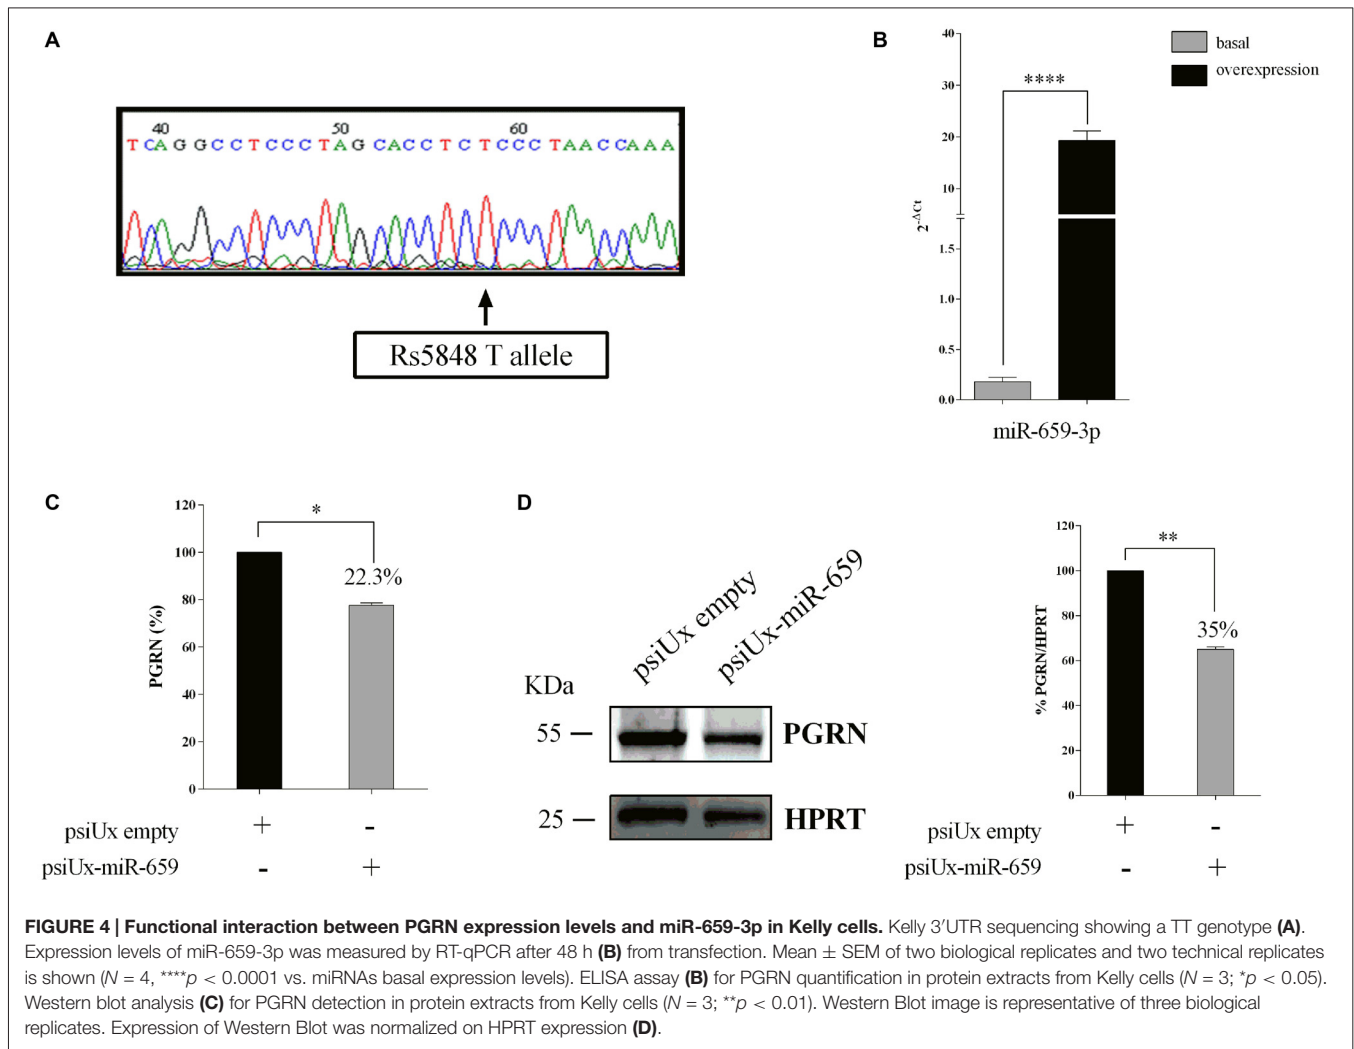 A
40 50 60
T C A G G C C T C C C T A G C A C C T C T C C C T A A C C A A A
Rs5848 T allele
B
basal
overexpression
40
30
20
10
1.5
1.0
0.5
0.0
2^-ΔCt
****
miR-659-3p
C
120
100
80
60
40
20
0
PGRN (%)
*
22.3%
psiUx empty + -
psiUx-miR-659 - +
D
psiUx empty
psiUx-miR-659
KDa
55 — PGRN
25 — HPRT
120
100
80
60
40
20
0
% PGRN/HPRT
**
35%
psiUx empty + -
psiUx-miR-659 - +
FIGURE 4 | Functional interaction between PGRN expression levels and miR-659-3p in Kelly cells. Kelly 3′UTR sequencing showing a TT genotype (A).
Expression levels of miR-659-3p was measured by RT-qPCR after 48 h (B) from transfection. Mean ± SEM of two biological replicates and two technical replicates
is shown (N = 4, ****p < 0.0001 vs. miRNAs basal expression levels). ELISA assay (B) for PGRN quantification in protein extracts from Kelly cells (N = 3; *p < 0.05).
Western blot analysis (C) for PGRN detection in protein extracts from Kelly cells (N = 3; **p < 0.01). Western Blot image is representative of three biological
replicates. Expression of Western Blot was normalized on HPRT expression (D).